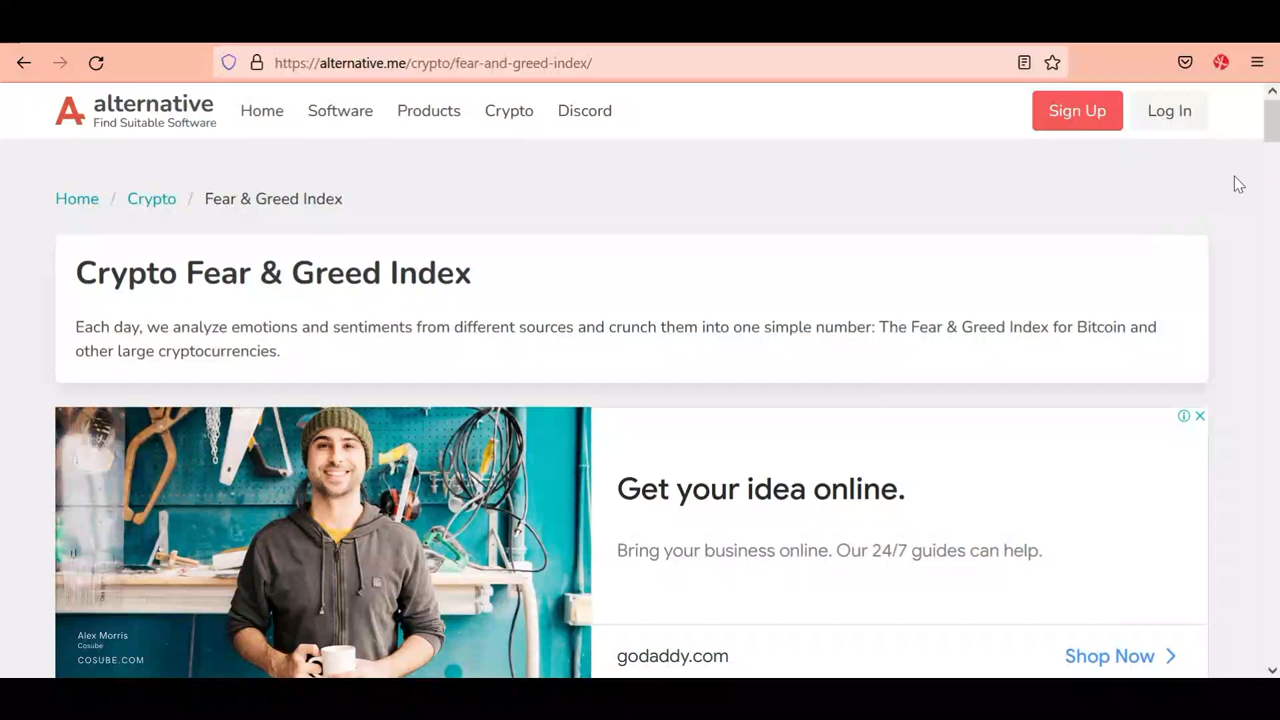 https://alternative.me/crypto/fear-and-greed-index/
alternative
Find Suitable Software
Home Software Products Crypto Discord
Sign Up Log In
Home / Crypto / Fear & Greed Index
Crypto Fear & Greed Index
Each day, we analyze emotions and sentiments from different sources and crunch them into one simple number: The Fear & Greed Index for Bitcoin and
other large cryptocurrencies.
Get your idea online.
Bring your business online. Our 24/7 guides can help.
Alex Morris
Cosube
COSUBE.COM
godaddy.com
Shop Now